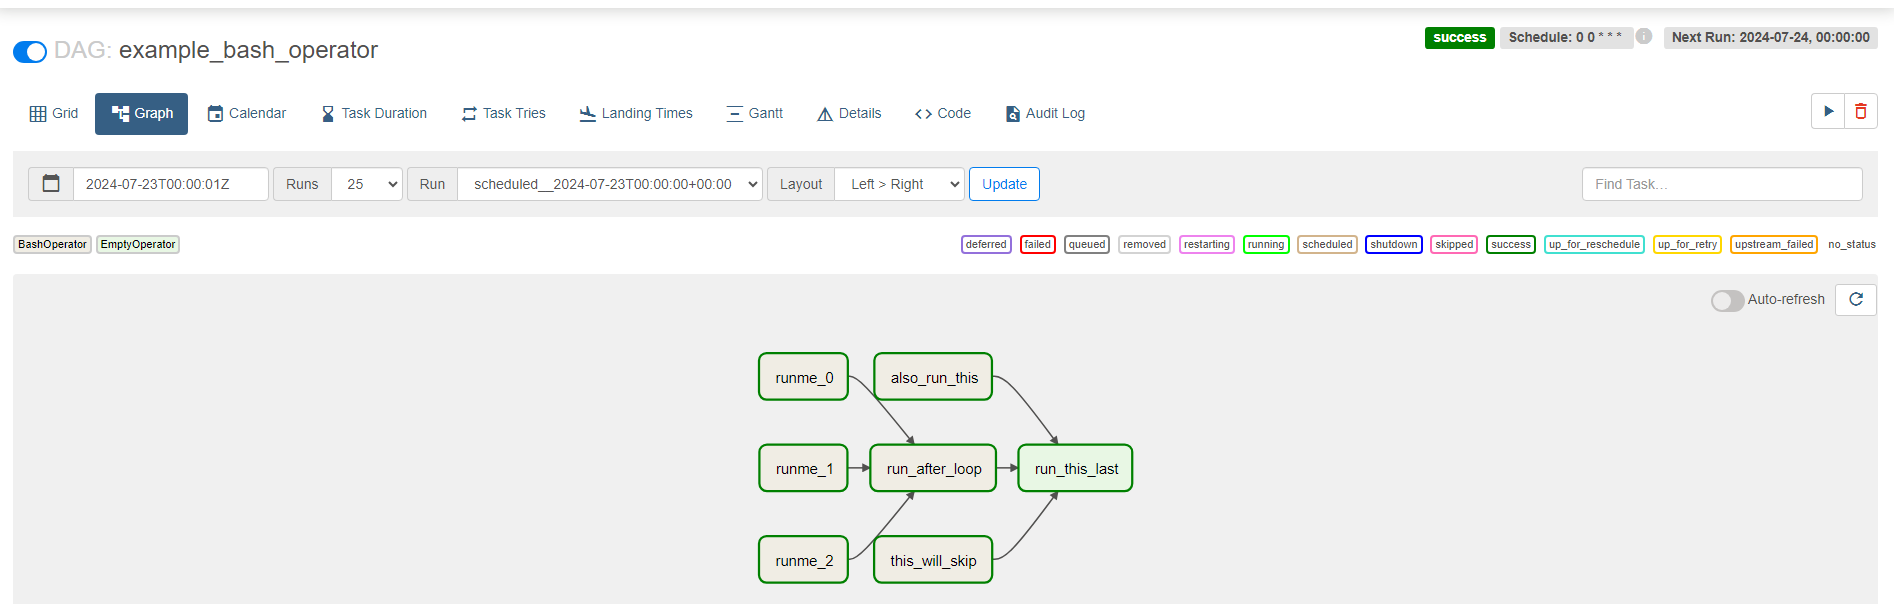 DAG: example_bash_operator
success Schedule: 0 0 * * * i Next Run: 2024-07-24, 00:00:00
Grid Graph Calendar Task Duration Task Tries Landing Times Gantt Details <> Code Audit Log
2024-07-23T00:00:01Z Runs 25 Run scheduled__2024-07-23T00:00:00+00:00 Layout Left > Right Update Find Task...
BashOperator EmptyOperator deferred failed queued removed restarting running scheduled shutdown skipped success up_for_reschedule up_for_retry upstream_failed no_status
Auto-refresh
runme_0 also_run_this
runme_1 run_after_loop run_this_last
runme_2 this_will_skip